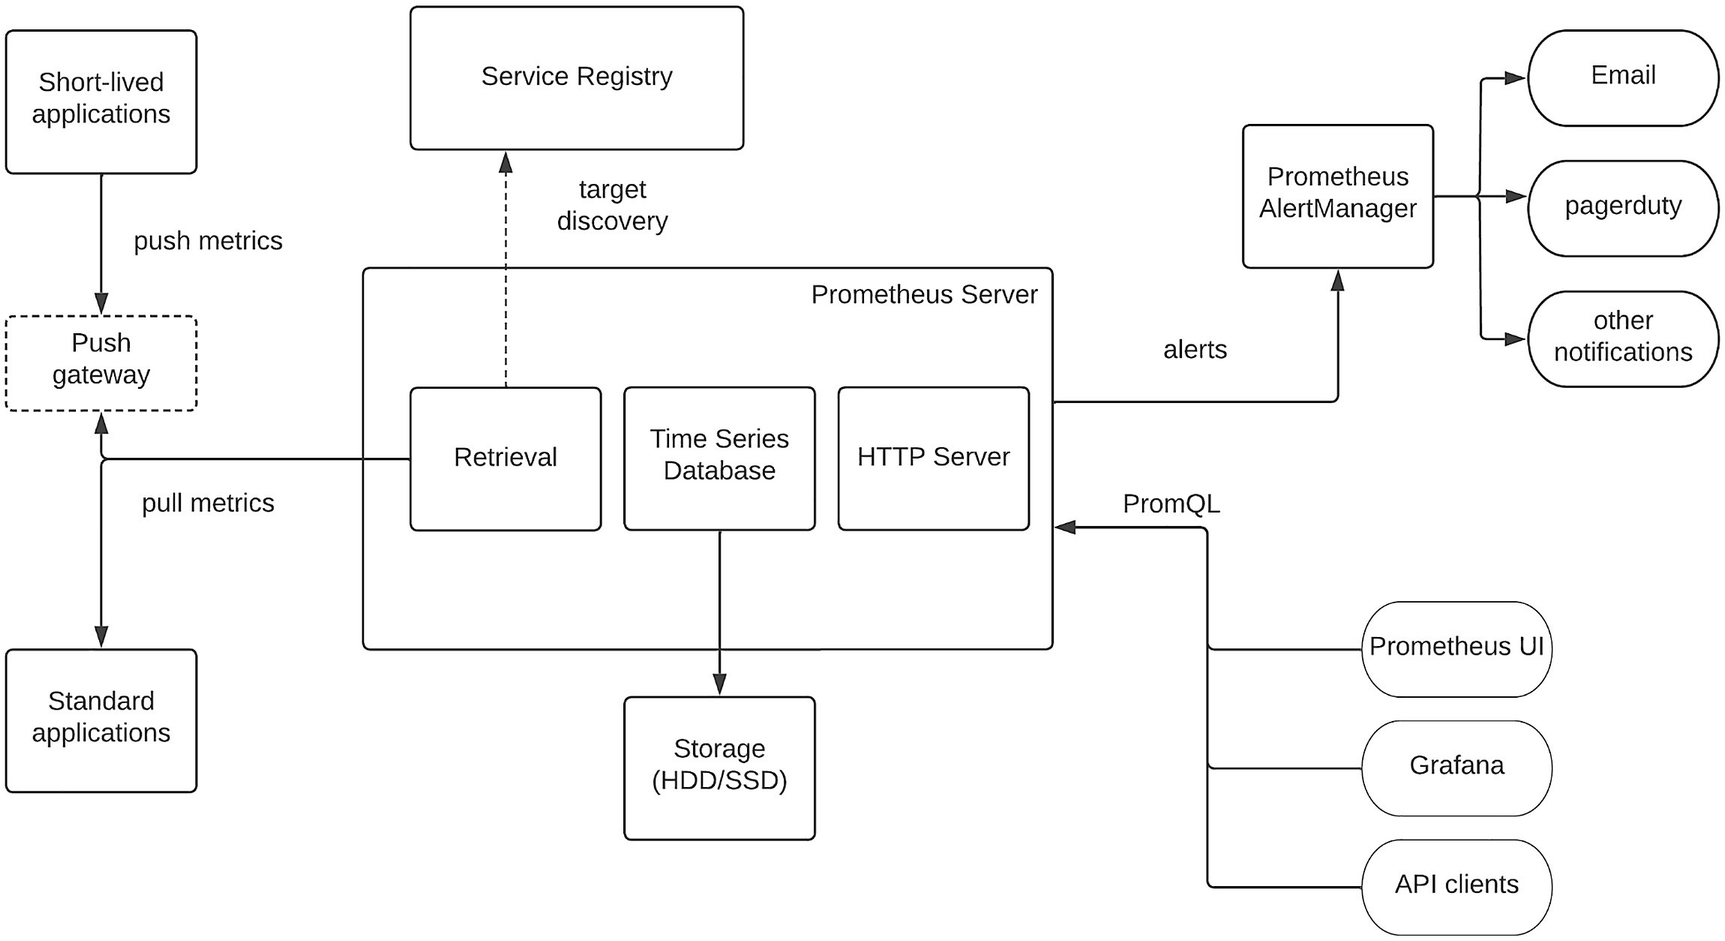 Short-lived
applications
push metrics
Push
gateway
pull metrics
Standard
applications
Service Registry
target
discovery
Prometheus Server
Retrieval
Time Series
Database
HTTP Server
Storage
(HDD/SSD)
alerts
Prometheus
AlertManager
Email
pagerduty
other
notifications
PromQL
Prometheus UI
Grafana
API clients